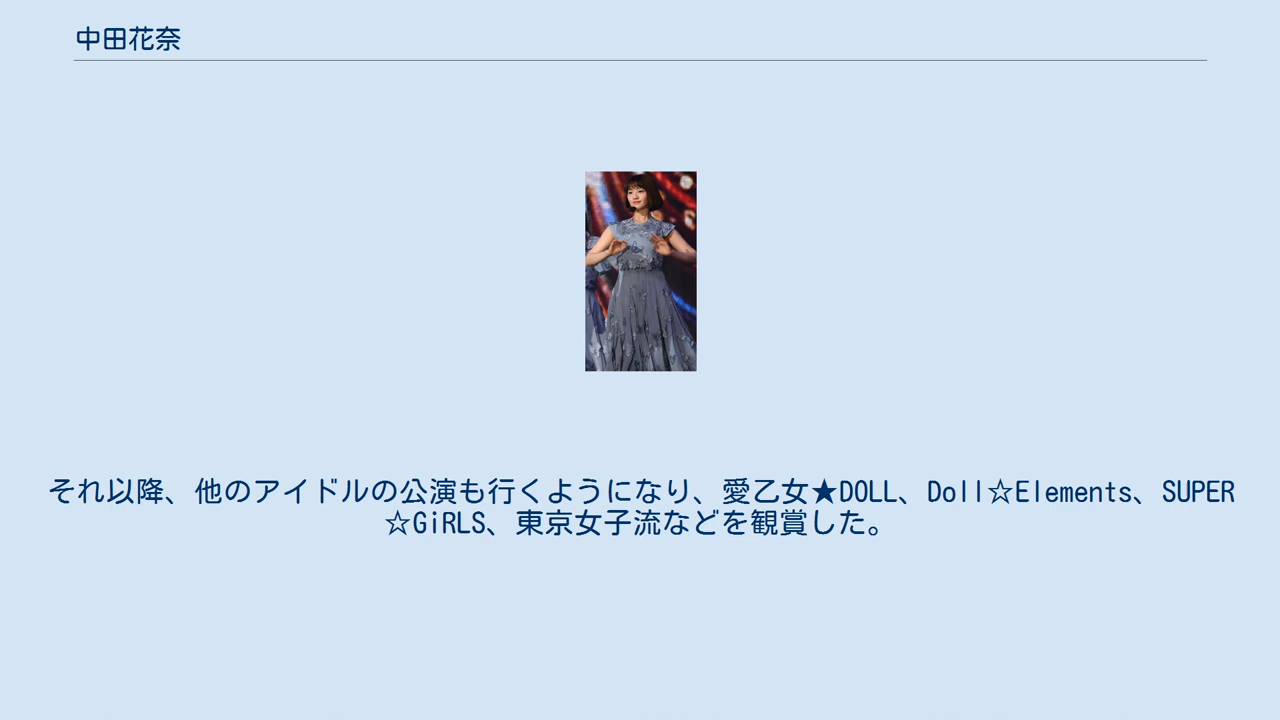 中田花奈
それ以降、他のアイドルの公演も行くようになり、愛乙女★DOLL、Doll☆Elements、SUPER
☆GiRLS、東京女子流などを観賞した。